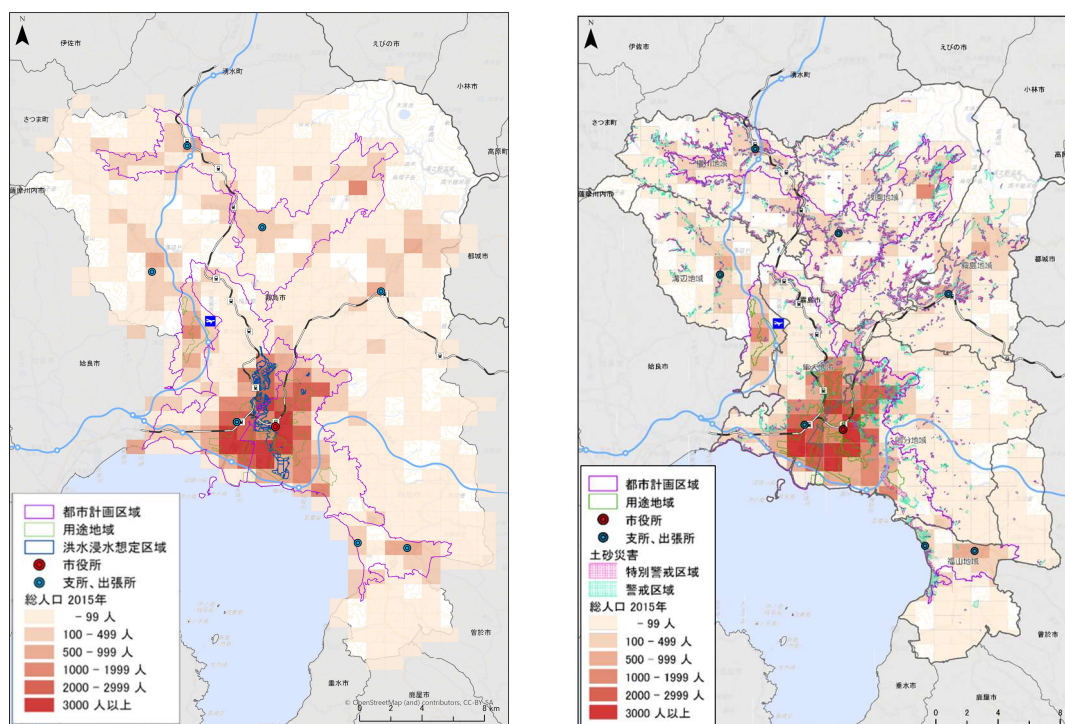 N
伊佐市
えびの市
湧水町
小林市
さつま町
高原町
薩摩川内市
都城市
霧島市
姶良市
都市計画区域
用途地域
洪水浸水想定区域
市役所
支所、出張所
総人口 2015年
- 99 人
100 - 499 人
500 - 999 人
1000 - 1999 人
2000 - 2999 人
3000 人以上
曽於市
垂水市
鹿屋市
© OpenStreetMap (and) contributors, CC-BY-SA
0 2 4 8 km
N
伊佐市
えびの市
湧水町
小林市
さつま町
薩摩川内市
牧園地域
都城市
霧島地域
溝辺地域
霧島市
姶良市
国分地域
福山地域
都市計画区域
用途地域
市役所
支所、出張所
土砂災害
特別警戒区域
警戒区域
総人口 2015年
- 99 人
100 - 499 人
500 - 999 人
1000 - 1999 人
2000 - 2999 人
3000 人以上
曽於市
垂水市
鹿屋市
0 2 4 8